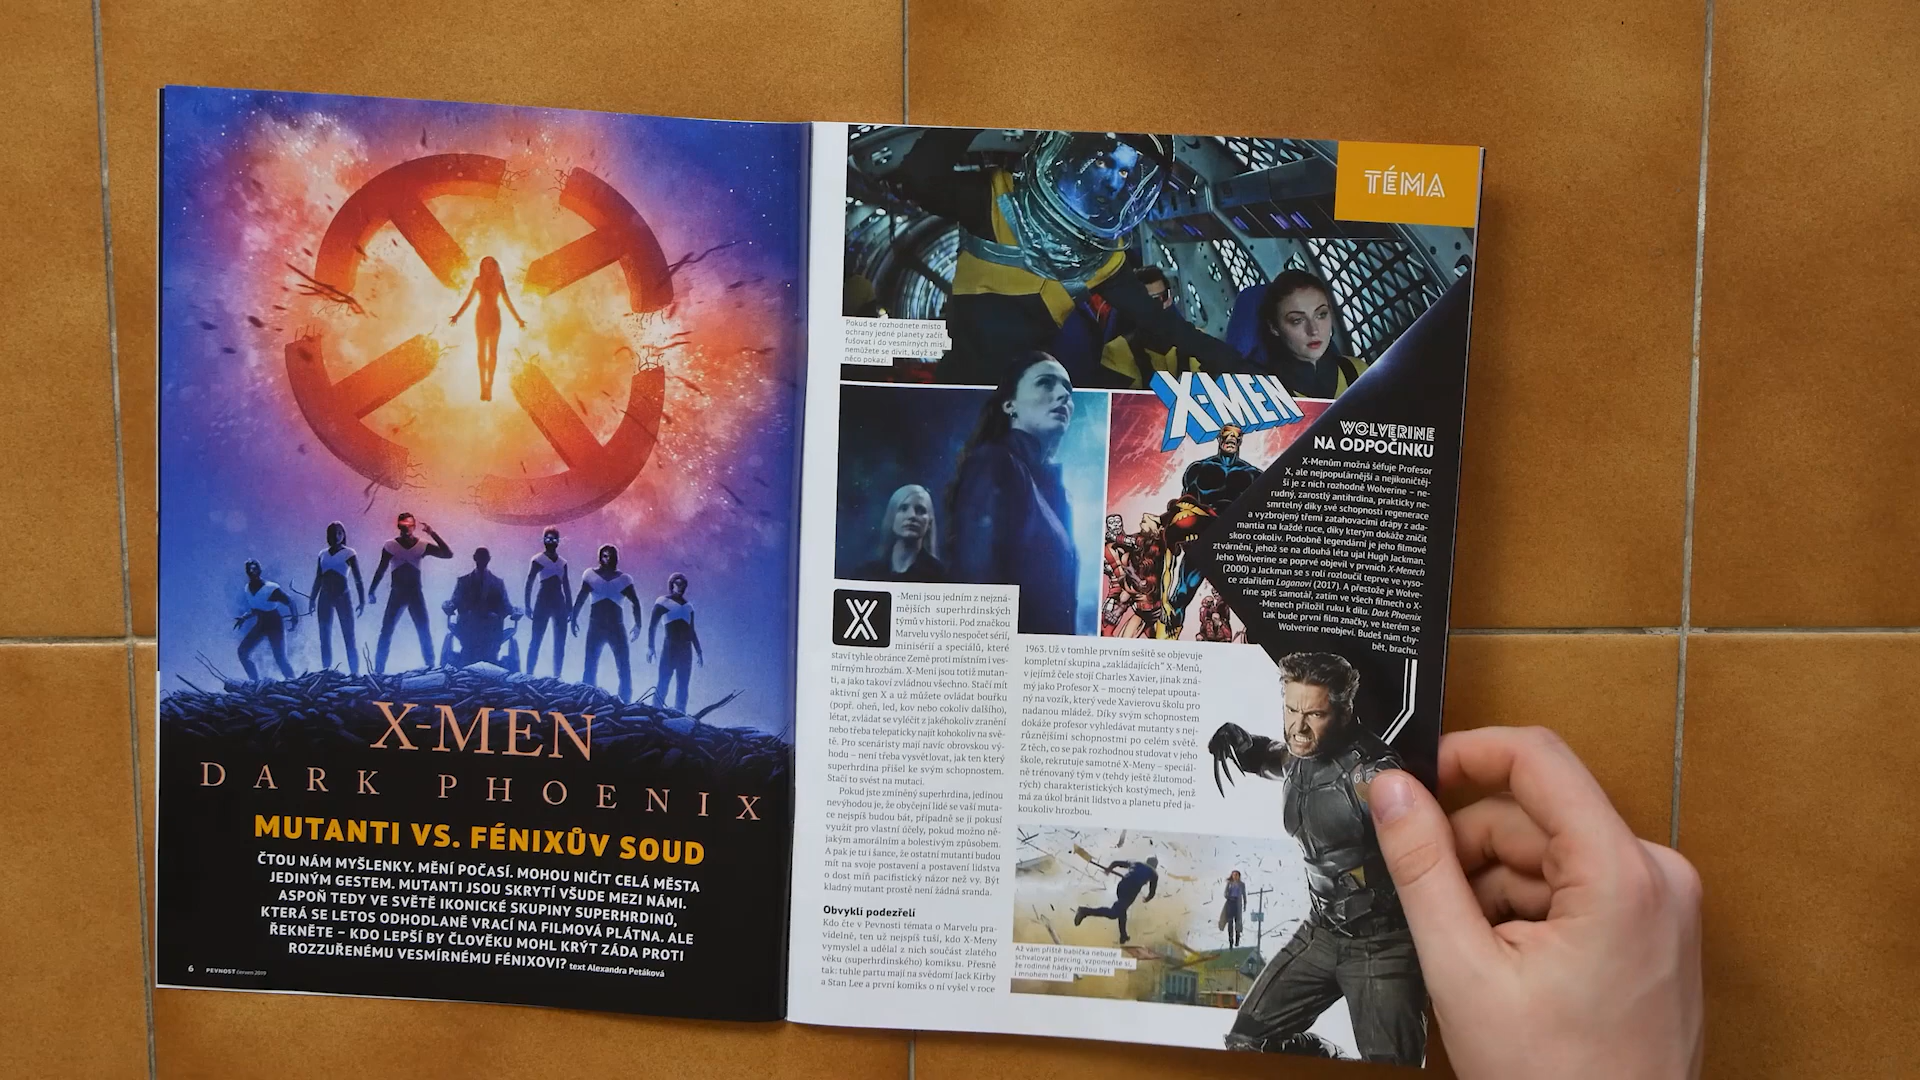 X-MEN
DARK PHOENIX
MUTANTI VS. FÉNIXŮV SOUD
ČTOU NÁM MYŠLENKY. MĚNÍ POČASÍ. MOHOU NIČIT CELÁ MĚSTA
JEDINÝM GESTEM. MUTANTI JSOU SKRYTÍ VŠUDE MEZI NÁMI.
ASPOŇ TEDY VE SVĚTĚ IKONICKÉ SKUPINY SUPERHRDINŮ,
KTERÁ SE LETOS ODHODLANĚ VRACÍ NA FILMOVÁ PLÁTNA. ALE
ŘEKNĚTE – KDO LEPŠÍ BY ČLOVĚKU MOHL KRÝT ZÁDA PROTI
ROZZUŘENÉMU VESMÍRNÉMU FÉNIXOVI? text Alexandra Petáková
6 PEVNOST červen 2019
TÉMA
Pokud se rozhodnete místo
ochrany jedné planety začít
fušovat i do vesmírných misí,
nemůžete se divit, když se
něco pokazí.
X-MEN
WOLVERINE
NA ODPOČINKU
X-Menům možná šéfuje Profesor
X, ale nejpopulárnější a nejikoničtěj-
ší je z nich rozhodně Wolverine – ne-
rudný, zarostlý antihrdina, prakticky ne-
smrtelný díky své schopnosti regenerace
a vyzbrojený třemi zatahovacími drápy z ada-
mantia na každé ruce, díky kterým dokáže zničit
skoro cokoliv. Podobně legendární je jeho filmové
ztvárnění, jehož se na dlouhá léta ujal Hugh Jackman.
Jeho Wolverine se poprvé objevil v prvních X-Menech
(2000) a Jackman se s rolí rozloučil teprve ve vyso-
ce zdařilém Loganovi (2017). A přestože je Wolve-
rine spíš samotář, zatím ve všech filmech o X-
-Menech přiložil ruku k dílu. Dark Phoenix
tak bude první film značky, ve kterém se
Wolverine neobjeví. Budeš nám chy-
bět, brachu.
X
-Meni jsou jedním z nejzná-
mějších superhrdinských
týmů v historii. Pod značkou
Marvelu vyšlo nespočet sérií,
minisérií a speciálů, které
staví tyhle obránce Země proti místním i ves-
mírným hrozbám. X-Meni jsou totiž mutan-
ti, a jako takoví zvládnou všechno. Stačí mít
aktivní gen X a už můžete ovládat bouřku
(popř. oheň, led, kov nebo cokoliv dalšího),
létat, zvládat se vyléčit z jakéhokoliv zranění
nebo třeba telepaticky najít kohokoliv na svě-
tě. Pro scenáristy mají navíc obrovskou vý-
hodu – není třeba vysvětlovat, jak ten který
superhrdina přišel ke svým schopnostem.
Stačí to svést na mutaci.
Pokud jste zmíněný superhrdina, jedinou
nevýhodou je, že obyčejní lidé se vaší muta-
ce nejspíš budou bát, případně se ji pokusí
využít pro vlastní účely, pokud možno ně-
jakým amorálním a bolestivým způsobem.
A pak je tu i šance, že ostatní mutanti budou
mít na svoje postavení a postavení lidstva
o dost míň pacifistický názor než vy. Být
kladný mutant prostě není žádná sranda.
Obvyklí podezřelí
Kdo čte v Pevnosti témata o Marvelu pra-
videlně, ten už nejspíš tuší, kdo X-Meny
vymyslel a udělal z nich součást zlatého
věku (superhrdinského) komiksu. Přesně
tak: tuhle partu mají na svědomí Jack Kirby
a Stan Lee a první komiks o ní vyšel v roce
1963. Už v tomhle prvním sešitě se objevuje
kompletní skupina „zakládajících“ X-Menů,
v jejímž čele stojí Charles Xavier, jinak zná-
mý jako Profesor X – mocný telepat upouta-
ný na vozík, který vede Xavierovu školu pro
nadanou mládež. Díky svým schopnostem
dokáže profesor vyhledávat mutanty s nej-
různějšími schopnostmi po celém světě.
Z těch, co se pak rozhodnou studovat v jeho
škole, rekrutuje samotné X-Meny – speciál-
ně trénovaný tým v (tehdy ještě žlutomod-
rých) charakteristických kostýmech, jenž
má za úkol bránit lidstvo a planetu před ja-
koukoliv hrozbou.
Až vám příště babička nebude
schvalovat piercing, vzpomeňte si,
že rodinné hádky můžou být
i mnohem horší.